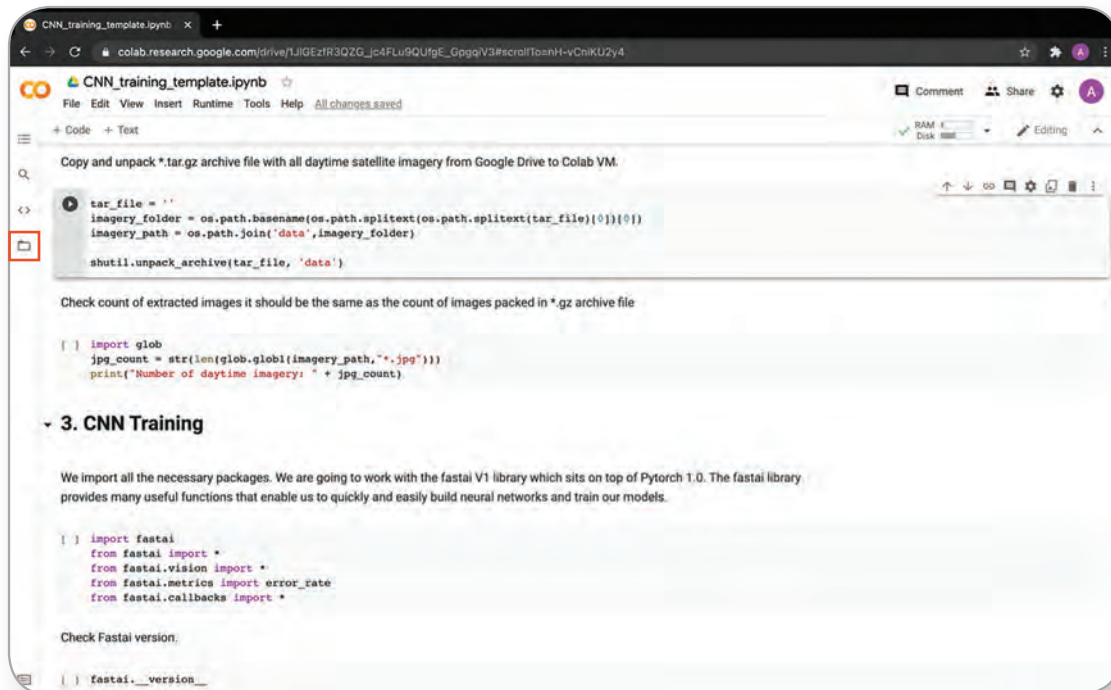 CNN_training_template.ipynb
colab.research.google.com/drive/1JlGEzfR3QZG_jc4FLu9QUfgE_GpgqiV3#scrollTo=nH-vCniKU2y4
A
CO
CNN_training_template.ipynb
Comment Share A
File Edit View Insert Runtime Tools Help All changes saved
+ Code + Text
RAM
Disk
Editing
Copy and unpack *.tar.gz archive file with all daytime satellite imagery from Google Drive to Colab VM.
tar_file = ''
imagery_folder = os.path.basename(os.path.splitext(os.path.splitext(tar_file)[0])[0])
imagery_path = os.path.join('data',imagery_folder)
shutil.unpack_archive(tar_file, 'data')
Check count of extracted images it should be the same as the count of images packed in *.gz archive file
[ ] import glob
jpg_count = str(len(glob.glob1(imagery_path,"*.jpg")))
print("Number of daytime imagery: " + jpg_count)
3. CNN Training
We import all the necessary packages. We are going to work with the fastai V1 library which sits on top of Pytorch 1.0. The fastai library
provides many useful functions that enable us to quickly and easily build neural networks and train our models.
[ ] import fastai
from fastai import *
from fastai.vision import *
from fastai.metrics import error_rate
from fastai.callbacks import *
Check Fastai version.
[ ] fastai.__version__